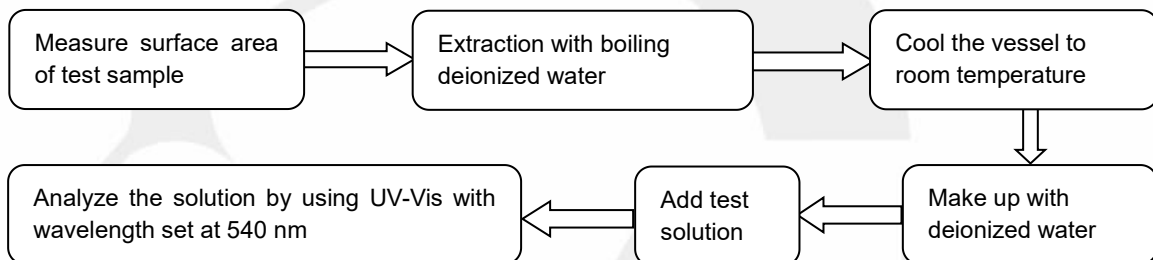 Measure surface area
of test sample
Extraction with boiling
deionized water
Cool the vessel to
room temperature
Make up with
deionized water
Add test
solution
Analyze the solution by using UV-Vis with
wavelength set at 540 nm